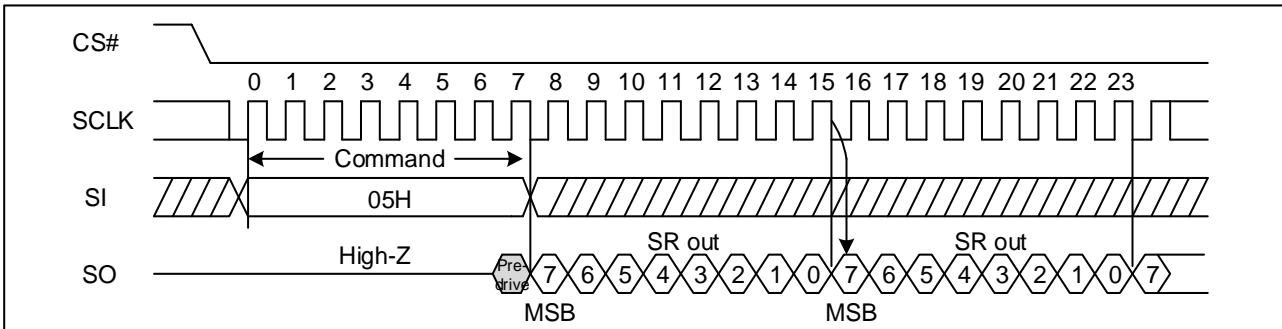 CS#
0 1 2 3 4 5 6 7 8 9 10 11 12 13 14 15 16 17 18 19 20 21 22 23
SCLK
Command
SI
05H
High-Z
SR out
SR out
SO
Pre-
drive
7 6 5 4 3 2 1 0 7 6 5 4 3 2 1 0 7
MSB
MSB